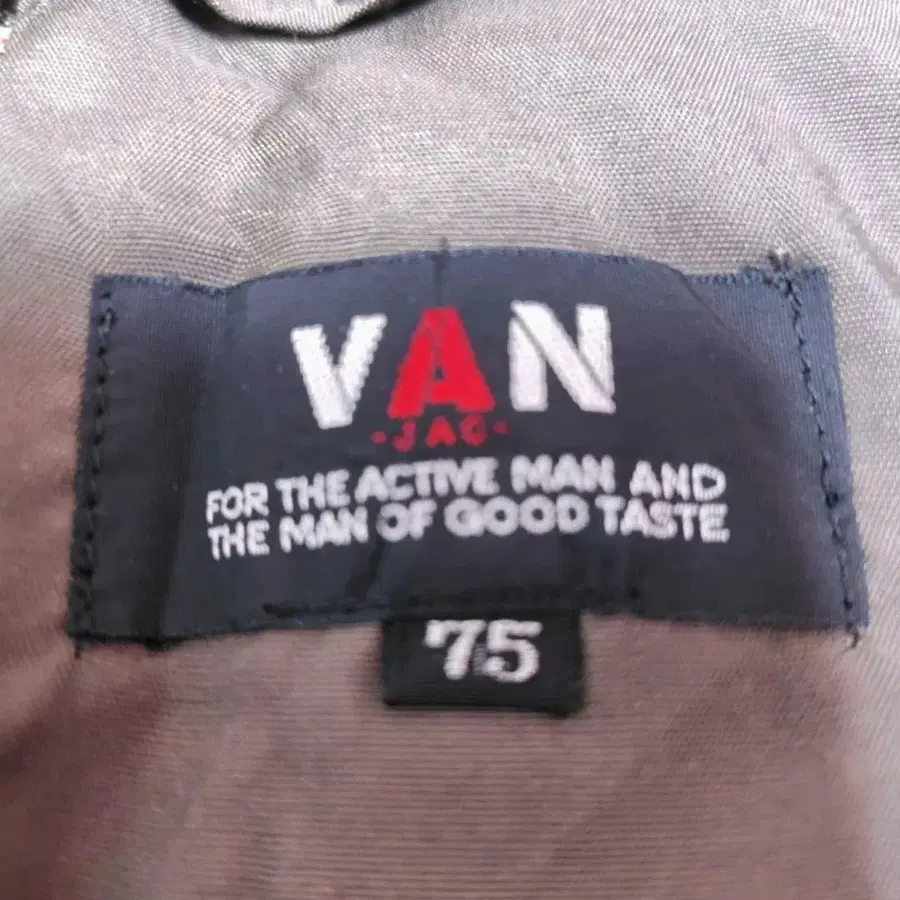 VAN
-JAC-
FOR THE ACTIVE MAN AND
THE MAN OF GOOD TASTE
75